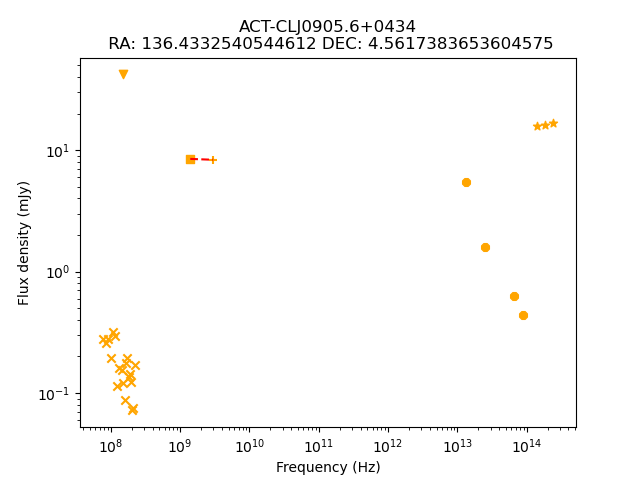 ACT-CLJ0905.6+0434
RA: 136.4332540544612 DEC: 4.5617383653604575
Flux density (mJy)
10¹
10⁰
10⁻¹
10⁸ 10⁹ 10¹⁰ 10¹¹ 10¹² 10¹³ 10¹⁴
Frequency (Hz)